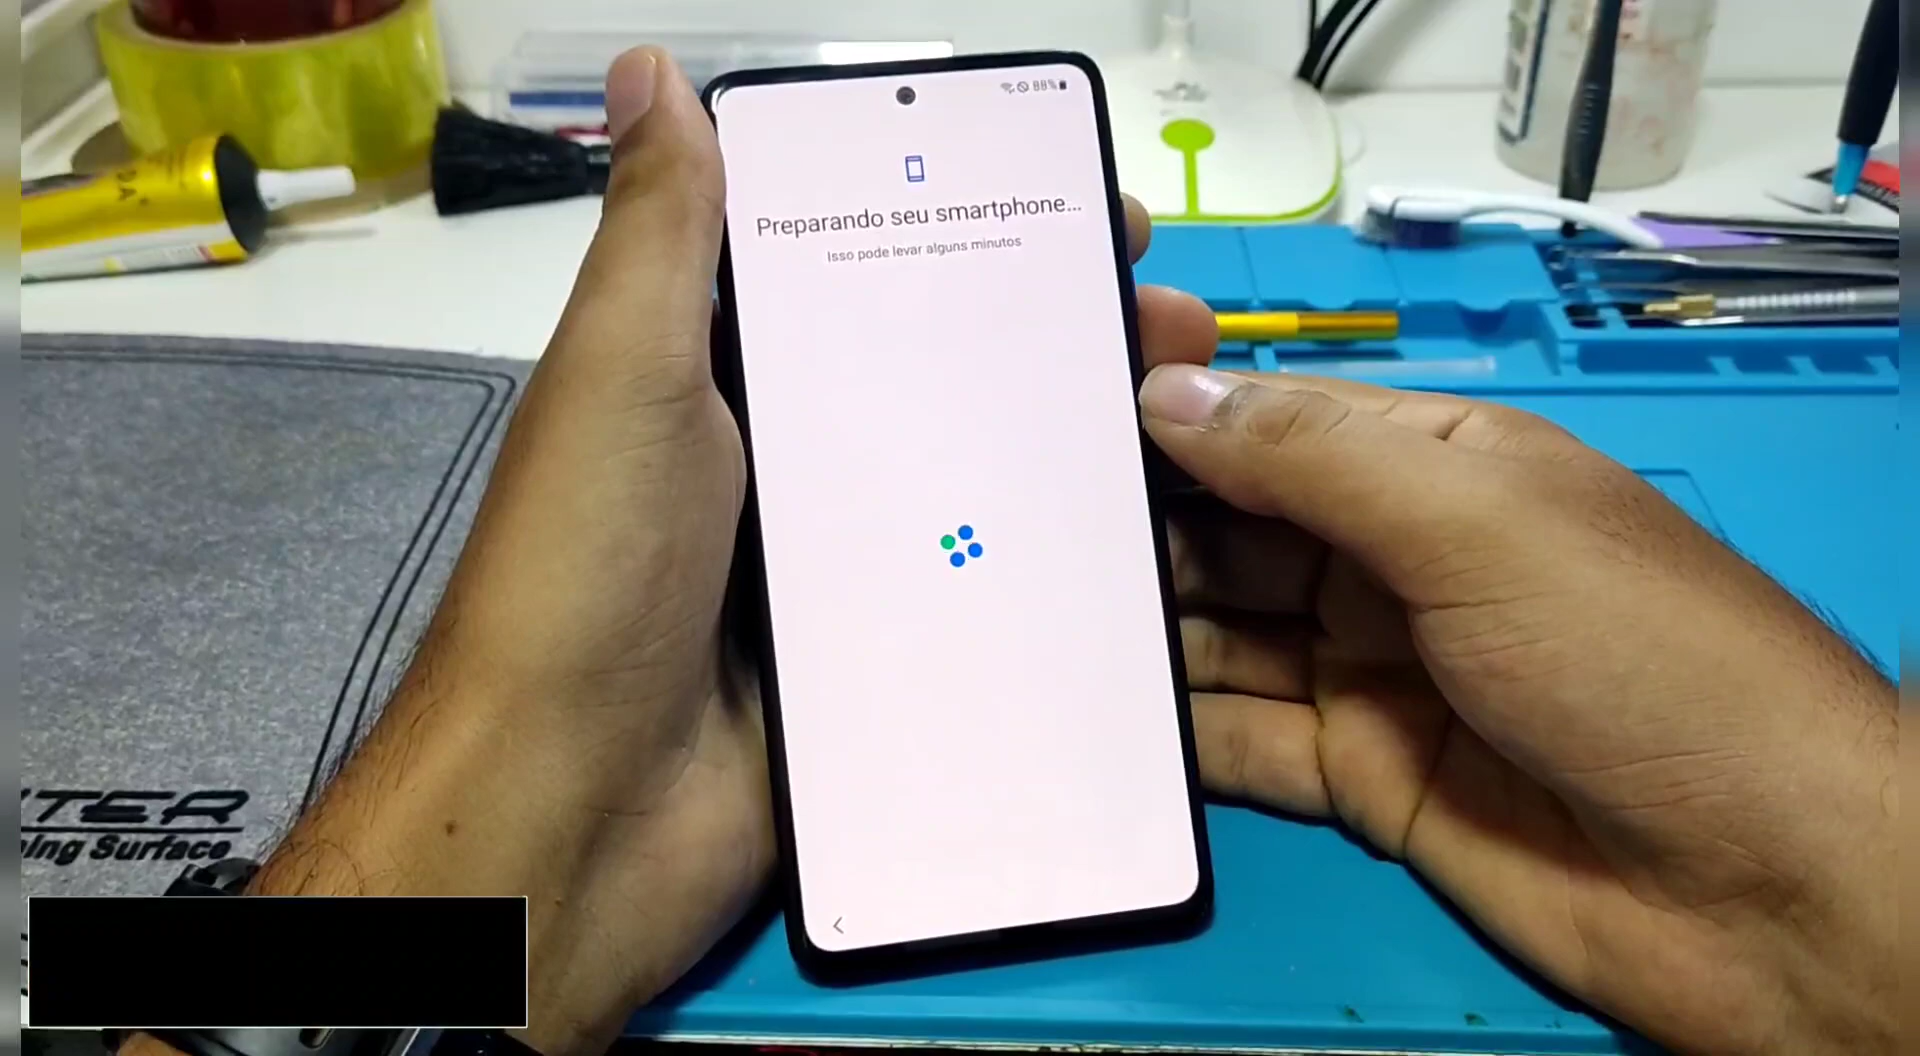 88%
Preparando seu smartphone...
Isso pode levar alguns minutos
TER
ing Surface